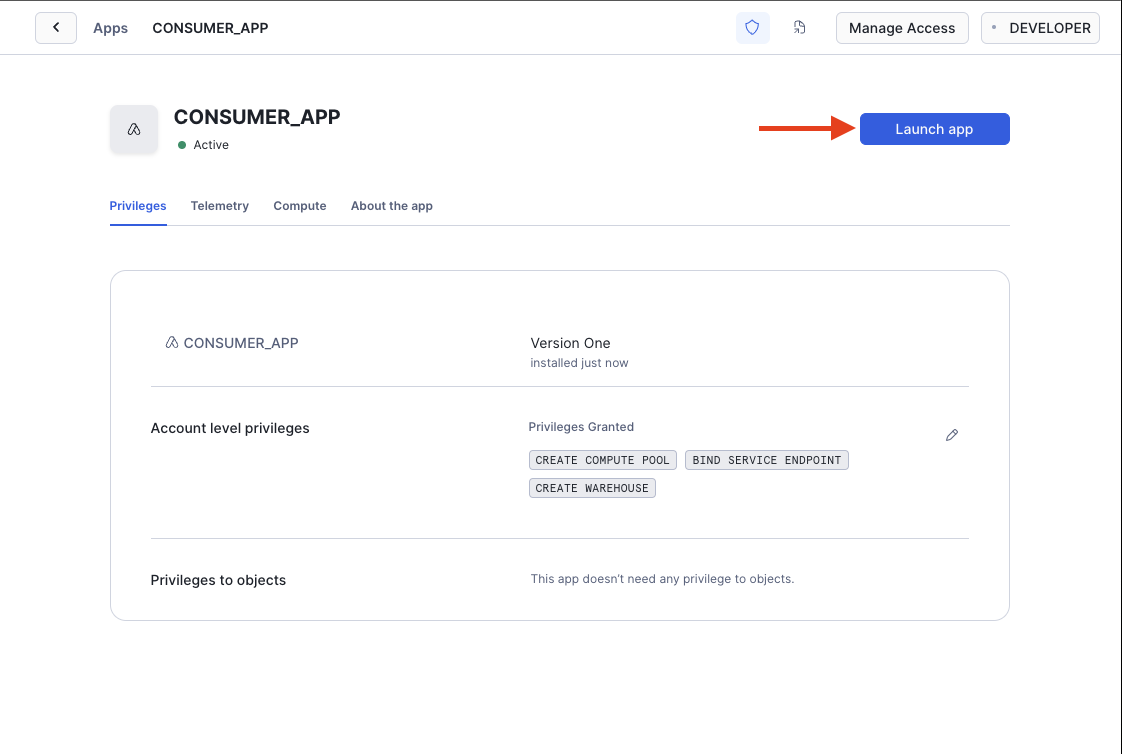 Apps CONSUMER_APP Manage Access DEVELOPER
CONSUMER_APP
Active
Launch app
Privileges Telemetry Compute About the app
CONSUMER_APP Version One
installed just now
Account level privileges Privileges Granted
CREATE COMPUTE POOL BIND SERVICE ENDPOINT
CREATE WAREHOUSE
Privileges to objects This app doesn't need any privilege to objects.